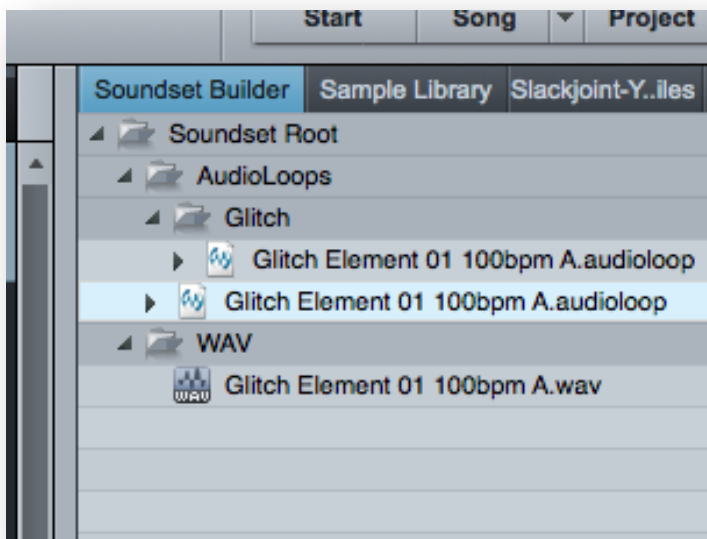 Start Song Project
Soundset Builder Sample Library Slackjoint-Y..iles
Soundset Root
AudioLoops
Glitch
Glitch Element 01 100bpm A.audioloop
Glitch Element 01 100bpm A.audioloop
WAV
WAV Glitch Element 01 100bpm A.wav